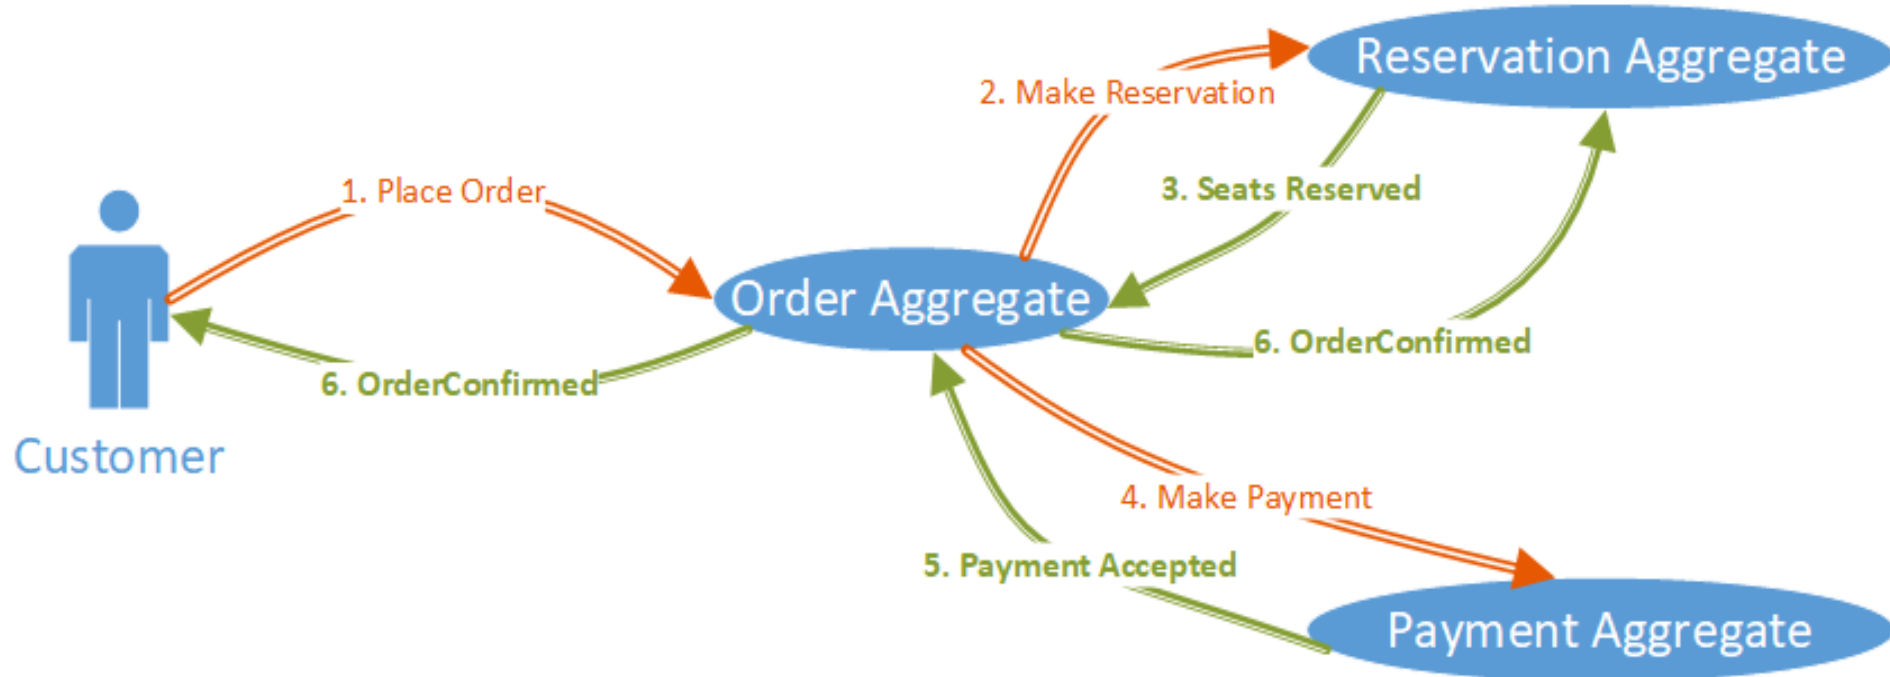 Reservation Aggregate
2. Make Reservation
3. Seats Reserved
1. Place Order
Order Aggregate
6. OrderConfirmed
6. OrderConfirmed
Customer
4. Make Payment
5. Payment Accepted
Payment Aggregate